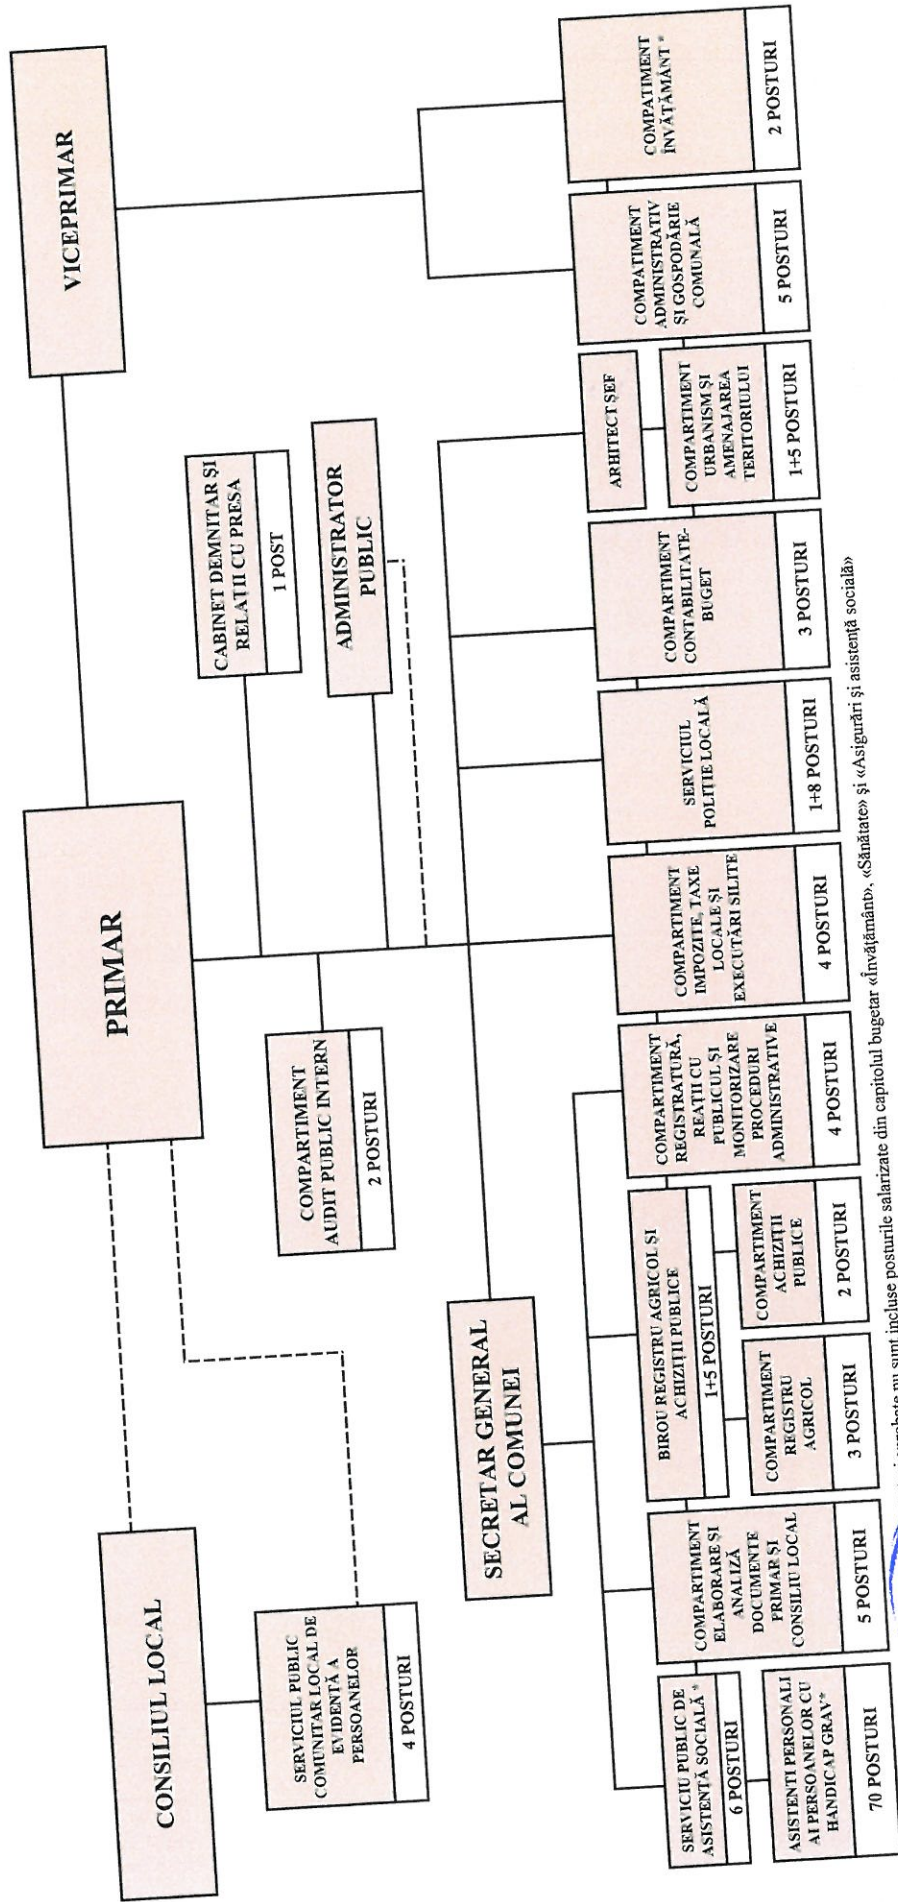 CONSILIUL LOCAL
PRIMAR
VICEPRIMAR
SERVICIUL PUBLIC
COMUNITAR LOCAL DE
EVIDENȚĂ A
PERSOANELOR
4 POSTURI
COMPARTIMENT
AUDIT PUBLIC INTERN
2 POSTURI
CABINET DEMNITAR ȘI
RELATII CU PRESA
1 POST
ADMINISTRATOR
PUBLIC
SECRETAR GENERAL
AL COMUNEI
SERVICIU PUBLIC DE
ASISTENȚĂ SOCIALĂ *
6 POSTURI
ASISTENTI PERSONALI
AI PERSOANELOR CU
HANDICAP GRAV*
70 POSTURI
COMPARTIMENT
ELABORARE ȘI
ANALIZĂ
DOCUMENTE
PRIMAR ȘI
CONSILIU LOCAL
5 POSTURI
BIROU REGISTRU AGRICOL ȘI
ACHIZIȚII PUBLICE
1+5 POSTURI
COMPARTIMENT
REGISTRU
AGRICOL
3 POSTURI
COMPARTIMENT
ACHIZIȚII
PUBLICE
2 POSTURI
COMPARTIMENT
REGISTRATURĂ,
REAȚII CU
PUBLICUL ȘI
MONITORIZARE
PROCEDURI
ADMINISTRATIVE
4 POSTURI
COMPARTIMENT
IMPOZITE, TAXE
LOCALE ȘI
EXECUTĂRI SILITE
4 POSTURI
SERVICIUL
POLIȚIE LOCALĂ
1+8 POSTURI
COMPARTIMENT
CONTABILITATE-
BUGET
3 POSTURI
ARHITECT ȘEF
COMPARTIMENT
URBANISM ȘI
AMENAJAREA
TERITORIULUI
1+5 POSTURI
COMPATIMENT
ADMINISTRATIV
ȘI GOSPODĂRIE
COMUNALĂ
5 POSTURI
COMPATIMENT
ÎNVĂȚĂMÂNT *
2 POSTURI
nu sunt incluse posturile salarizate din capitolul bugetar «Învăţământ», «Sănătate» şi «Asigurări şi asistenţă socială»